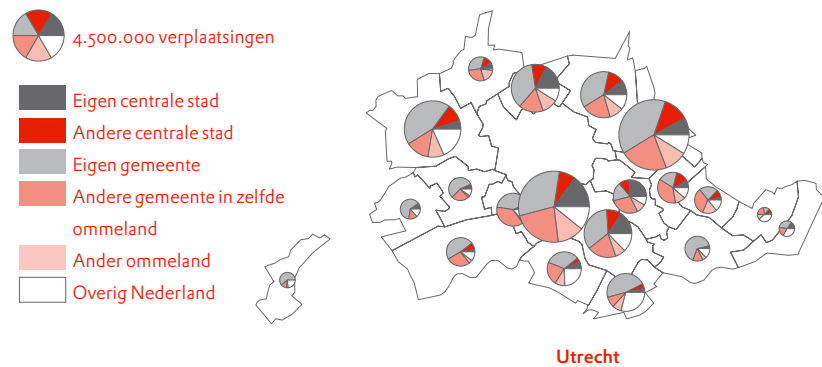 4.500.000 verplaatsingen
Eigen centrale stad
Andere centrale stad
Eigen gemeente
Andere gemeente in zelfde
ommeland
Ander ommeland
Overig Nederland
Utrecht